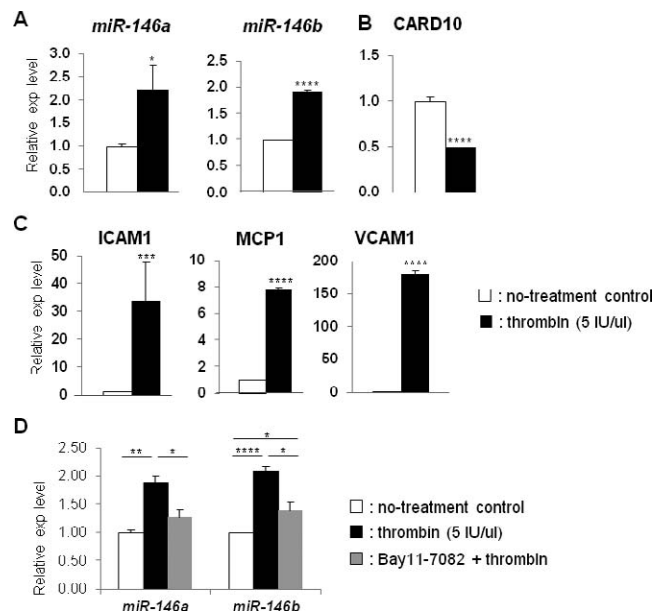 A
miR-146a
miR-146b
B
CARD10
Relative exp level
3.0
2.5
2.0
1.5
1.0
0.5
0.0
*
2.5
2.0
1.5
1.0
0.5
0.0
****
1.5
1.0
0.5
0.0
****
C
ICAM1
MCP1
VCAM1
Relative exp level
50
40
30
20
10
0
***
8
6
4
2
0
****
200
150
100
50
0
****
: no-treatment control
: thrombin (5 IU/ul)
D
Relative exp level
2.50
2.00
1.50
1.00
0.50
0.00
** *
*
**** *
miR-146a
miR-146b
: no-treatment control
: thrombin (5 IU/ul)
: Bay11-7082 + thrombin